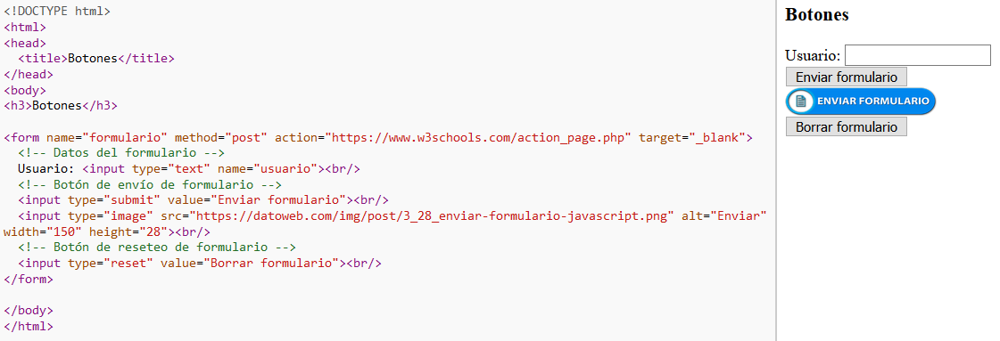 <!DOCTYPE html>
<html>
<head>
  <title>Botones</title>
</head>
<body>
<h3>Botones</h3>

<form name="formulario" method="post" action="https://www.w3schools.com/action_page.php" target="_blank">
  <!-- Datos del formulario -->
  Usuario: <input type="text" name="usuario"><br/>
  <!-- Botón de envío de formulario -->
  <input type="submit" value="Enviar formulario"><br/>
  <input type="image" src="https://datoweb.com/img/post/3_28_enviar-formulario-javascript.png" alt="Enviar"
width="150" height="28"><br/>
  <!-- Botón de reseteo de formulario -->
  <input type="reset" value="Borrar formulario"><br/>
</form>

</body>
</html>
Botones
Usuario:
Enviar formulario
ENVIAR FORMULARIO
Borrar formulario